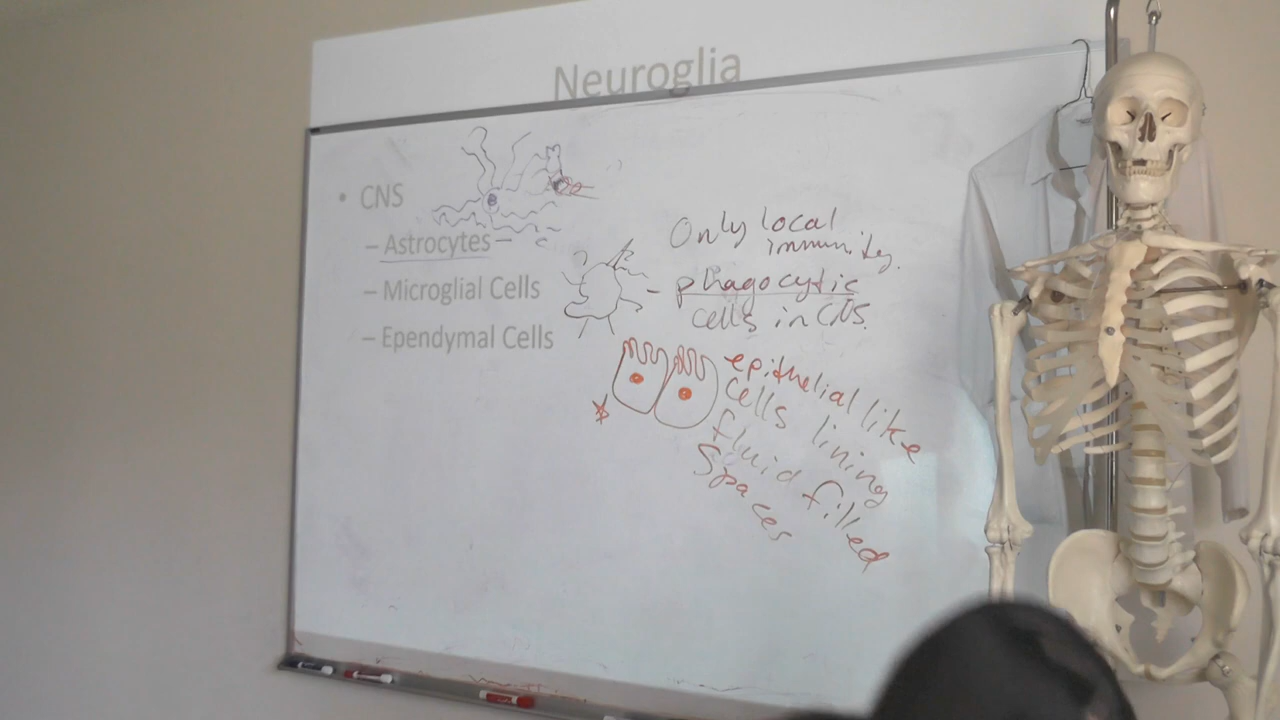 Neuroglia
• CNS
– Astrocytes –
– Microglial Cells
– Ependymal Cells
Only local
immunity.
– phagocytic
cells in CNS.
epithelial like
cells lining
fluid filled
spaces